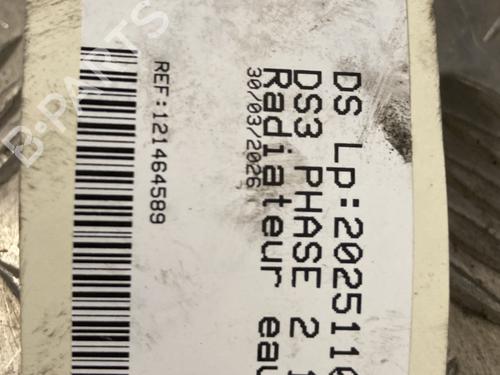 DS Lp:2025110
DS3 PHASE 2 1
Radiateur eau
30/03/2026
REF:121464589
B-PARTS